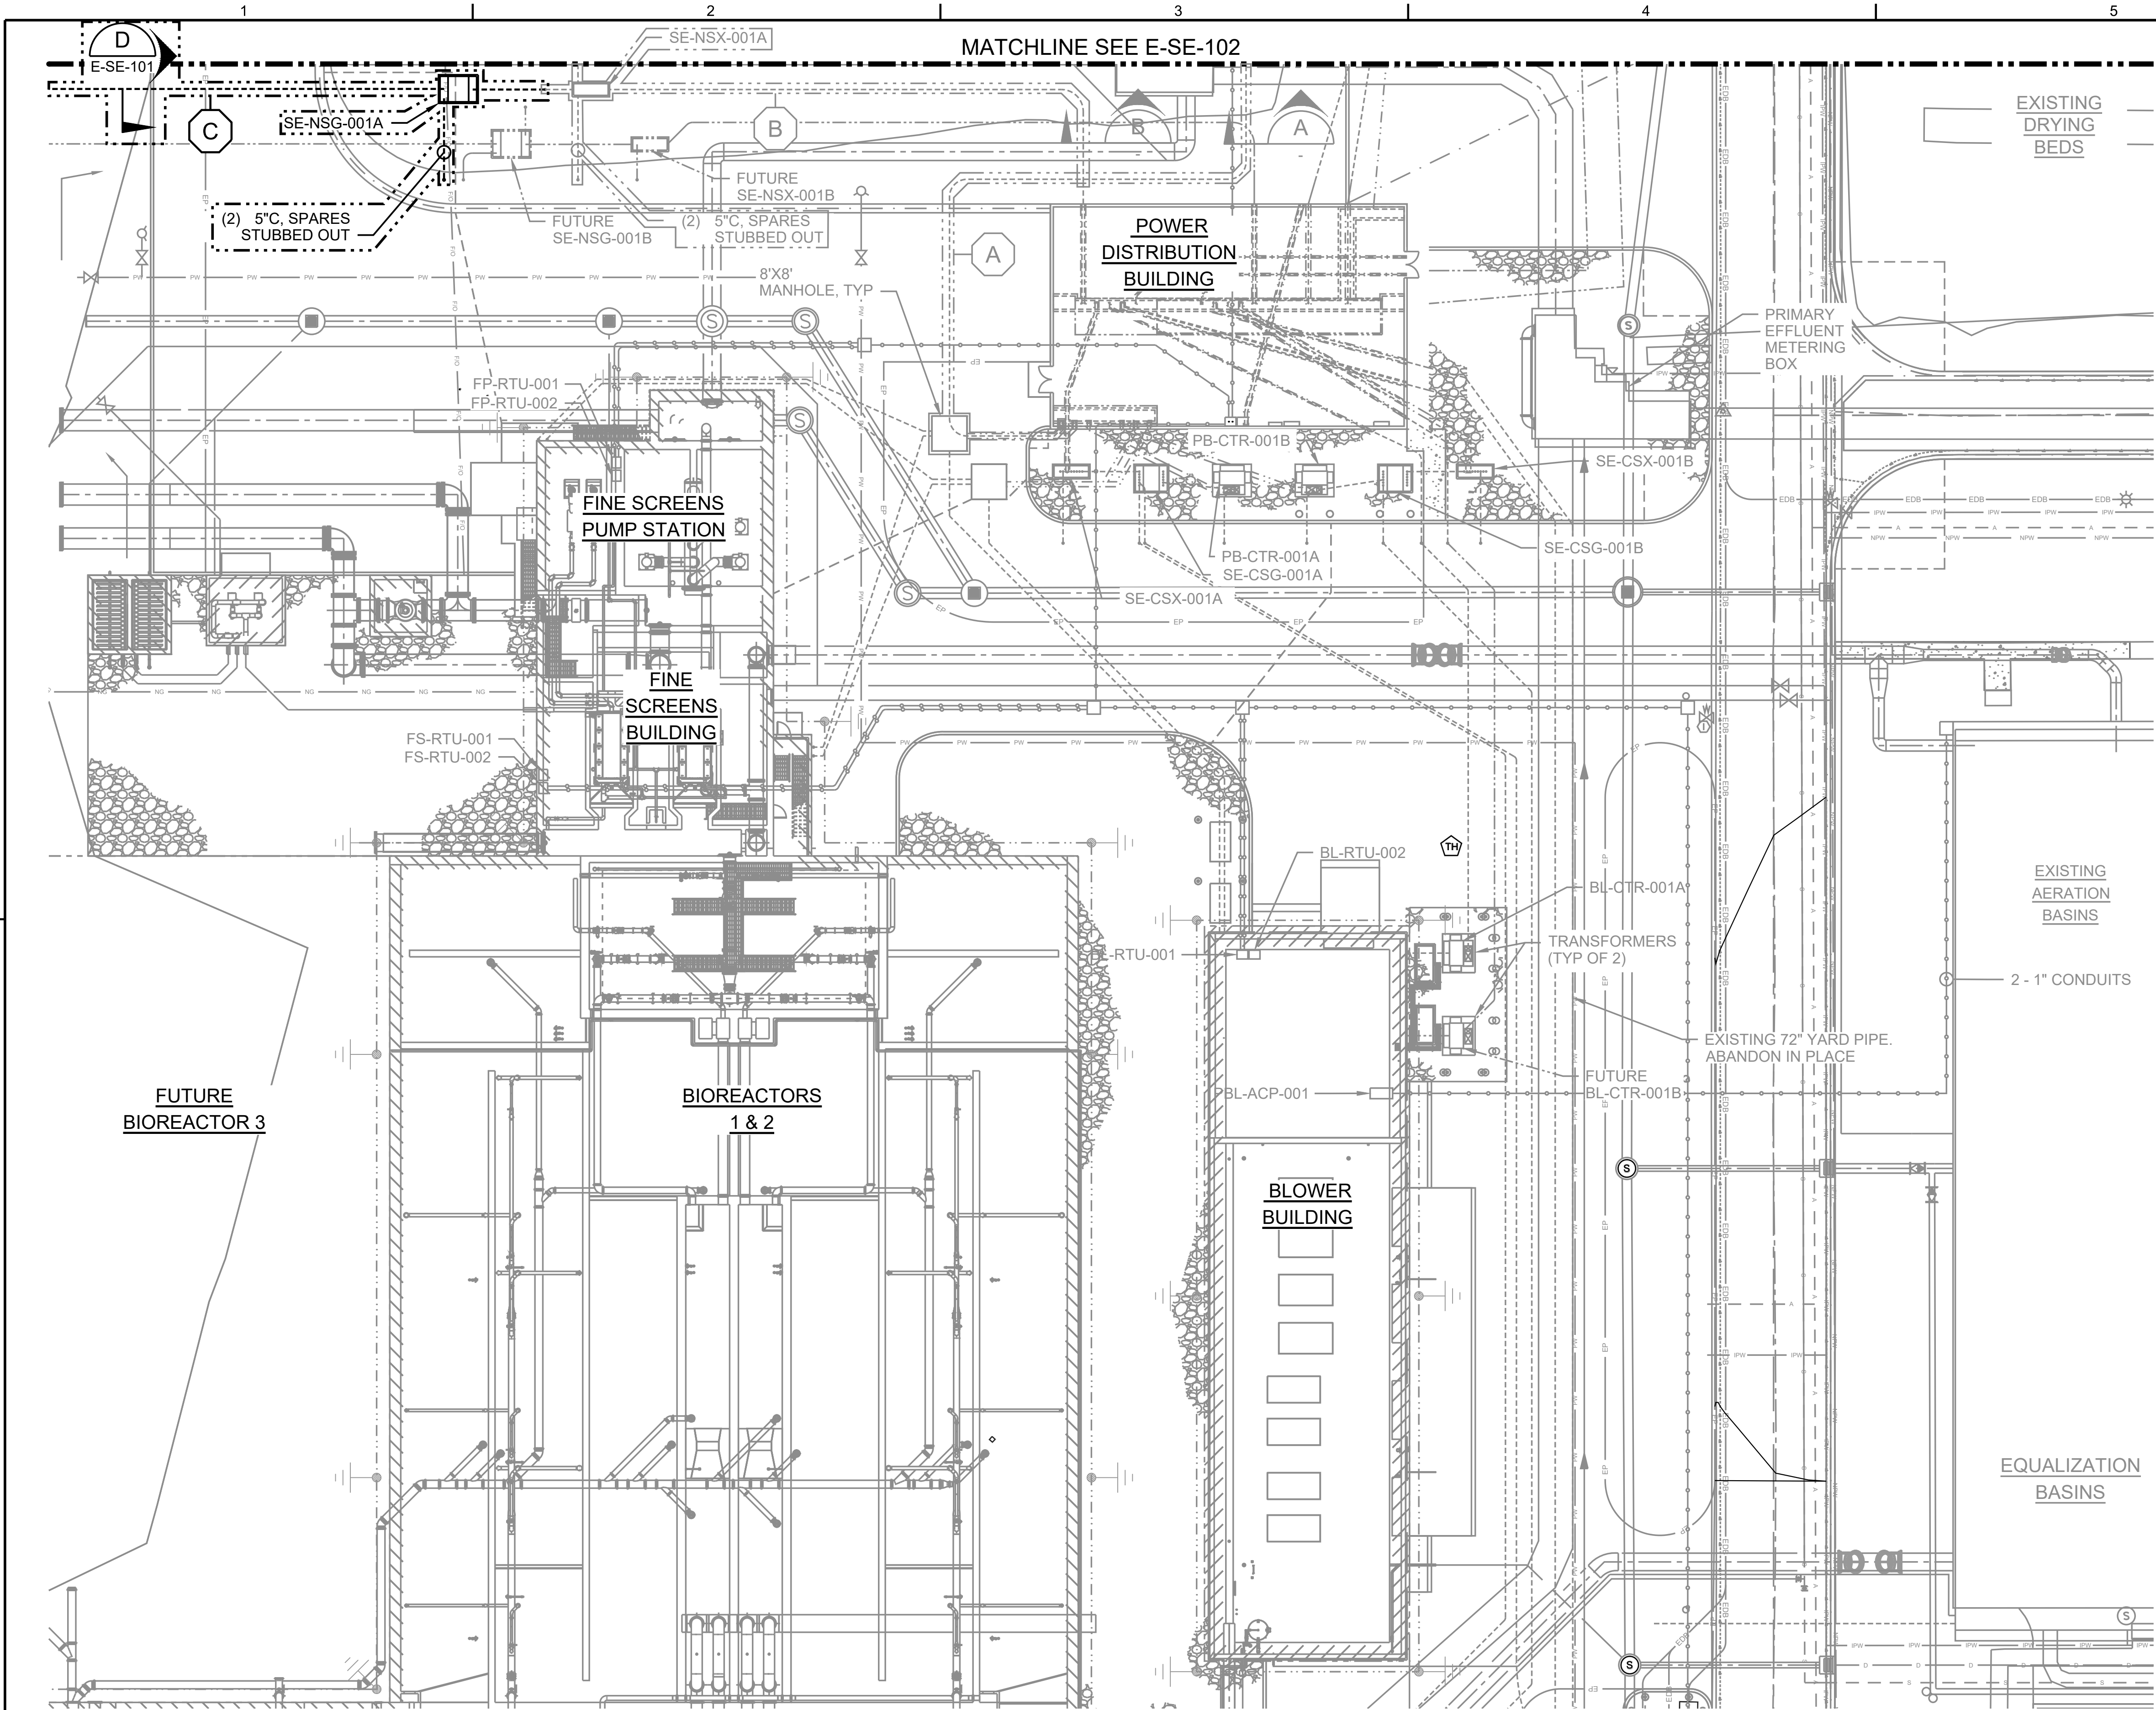 1
2
3
4
5
D
E-SE-101
SE-NSX-001A
MATCHLINE SEE E-SE-102
SE-NSG-001A
C
B
B
A
EXISTING
DRYING
BEDS
FUTURE
SE-NSX-001B
(2) 5"C, SPARES
STUBBED OUT
FUTURE
SE-NSG-001B
(2) 5"C, SPARES
STUBBED OUT
A
POWER
DISTRIBUTION
BUILDING
8'X8'
MANHOLE, TYP
PRIMARY
EFFLUENT
METERING
BOX
FP-RTU-001
FP-RTU-002
PB-CTR-001B
SE-CSX-001B
FINE SCREENS
PUMP STATION
SE-CSG-001B
PB-CTR-001A
SE-CSG-001A
SE-CSX-001A
FINE
SCREENS
BUILDING
FS-RTU-001
FS-RTU-002
BL-RTU-002
TH
BL-CTR-001A
EXISTING
AERATION
BASINS
TRANSFORMERS
(TYP OF 2)
L-RTU-001
2 - 1" CONDUITS
EXISTING 72" YARD PIPE.
ABANDON IN PLACE
FUTURE
BL-CTR-001B
BL-ACP-001
FUTURE
BIOREACTOR 3
BIOREACTORS
1 & 2
BLOWER
BUILDING
EQUALIZATION
BASINS